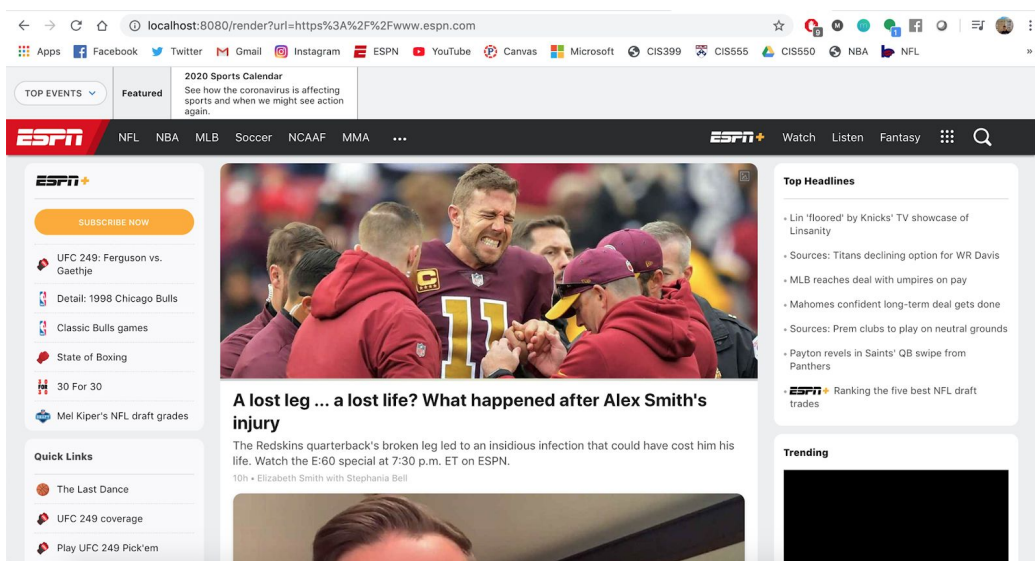 localhost:8080/render?url=https%3A%2F%2Fwww.espn.com
9
1
Apps Facebook Twitter Gmail Instagram ESPN YouTube Canvas Microsoft CIS399 CIS555 CIS550 NBA NFL »
TOP EVENTS
Featured
2020 Sports Calendar
See how the coronavirus is affecting
sports and when we might see action
again.
ESPN NFL NBA MLB Soccer NCAAF MMA ... ESPN+ Watch Listen Fantasy
ESPN+
SUBSCRIBE NOW
UFC 249: Ferguson vs.
Gaethje
Detail: 1998 Chicago Bulls
Classic Bulls games
State of Boxing
30 For 30
Mel Kiper's NFL draft grades
Quick Links
The Last Dance
UFC 249 coverage
Play UFC 249 Pick'em
C
11
A lost leg ... a lost life? What happened after Alex Smith's
injury
The Redskins quarterback's broken leg led to an insidious infection that could have cost him his
life. Watch the E:60 special at 7:30 p.m. ET on ESPN.
10h • Elizabeth Smith with Stephania Bell
Top Headlines
Lin 'floored' by Knicks' TV showcase of
Linsanity
Sources: Titans declining option for WR Davis
MLB reaches deal with umpires on pay
Mahomes confident long-term deal gets done
Sources: Prem clubs to play on neutral grounds
Payton revels in Saints' QB swipe from
Panthers
ESPN+ Ranking the five best NFL draft
trades
Trending